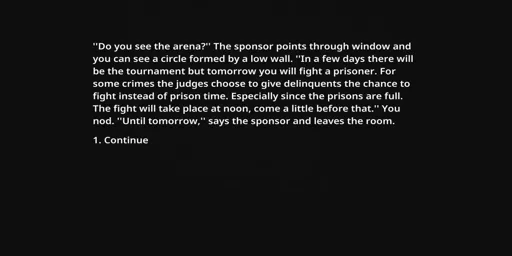 "Do you see the arena?" The sponsor points through window and
you can see a circle formed by a low wall. "In a few days there will
be the tournament but tomorrow you will fight a prisoner. For
some crimes the judges choose to give delinquents the chance to
fight instead of prison time. Especially since the prisons are full.
The fight will take place at noon, come a little before that." You
nod. "Until tomorrow," says the sponsor and leaves the room.
1. Continue